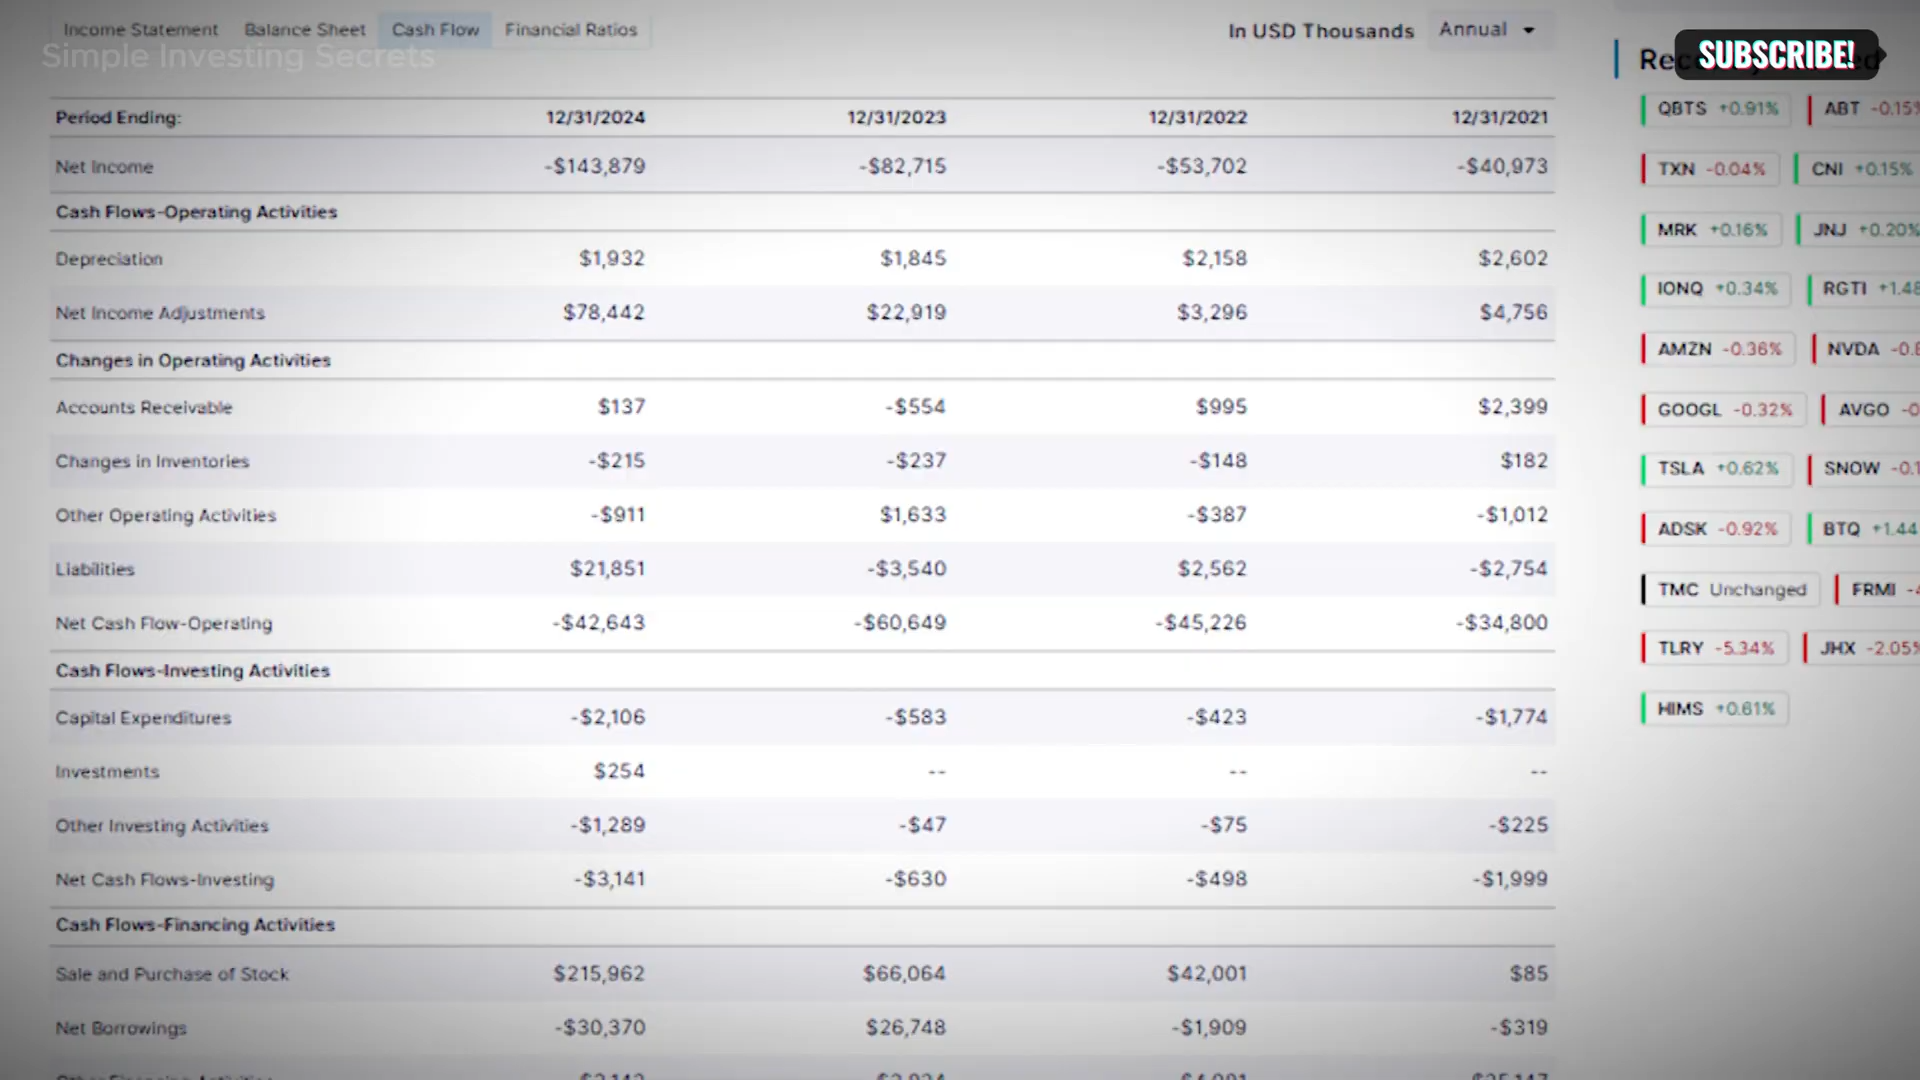 Income Statement Balance Sheet Cash Flow Financial Ratios In USD Thousands Annual
Simple Investing Secrets
SUBSCRIBE!
Period Ending: 12/31/2024 12/31/2023 12/31/2022 12/31/2021
Net Income -$143,879 -$82,715 -$53,702 -$40,973
Cash Flows-Operating Activities
Depreciation $1,932 $1,845 $2,158 $2,602
Net Income Adjustments $78,442 $22,919 $3,296 $4,756
Changes in Operating Activities
Accounts Receivable $137 -$554 $995 $2,399
Changes in Inventories -$215 -$237 -$148 $182
Other Operating Activities -$911 $1,633 -$387 -$1,012
Liabilities $21,851 -$3,540 $2,562 -$2,754
Net Cash Flow-Operating -$42,643 -$60,649 -$45,226 -$34,800
Cash Flows-Investing Activities
Capital Expenditures -$2,106 -$583 -$423 -$1,774
Investments $254 -- -- --
Other Investing Activities -$1,289 -$47 -$75 -$225
Net Cash Flows-Investing -$3,141 -$630 -$498 -$1,999
Cash Flows-Financing Activities
Sale and Purchase of Stock $215,962 $66,064 $42,001 $85
Net Borrowings -$30,370 $26,748 -$1,909 -$319
QBTS +0.91% ABT -0.15%
TXN -0.04% CNI +0.15%
MRK +0.16% JNJ +0.20%
IONQ +0.34% RGTI +1.48
AMZN -0.36% NVDA
GOOGL -0.32% AVGO
TSLA +0.62% SNOW
ADSK -0.92% BTQ +1.44
TMC Unchanged FRMI
TLRY -5.34% JHX -2.05%
HIMS +0.61%